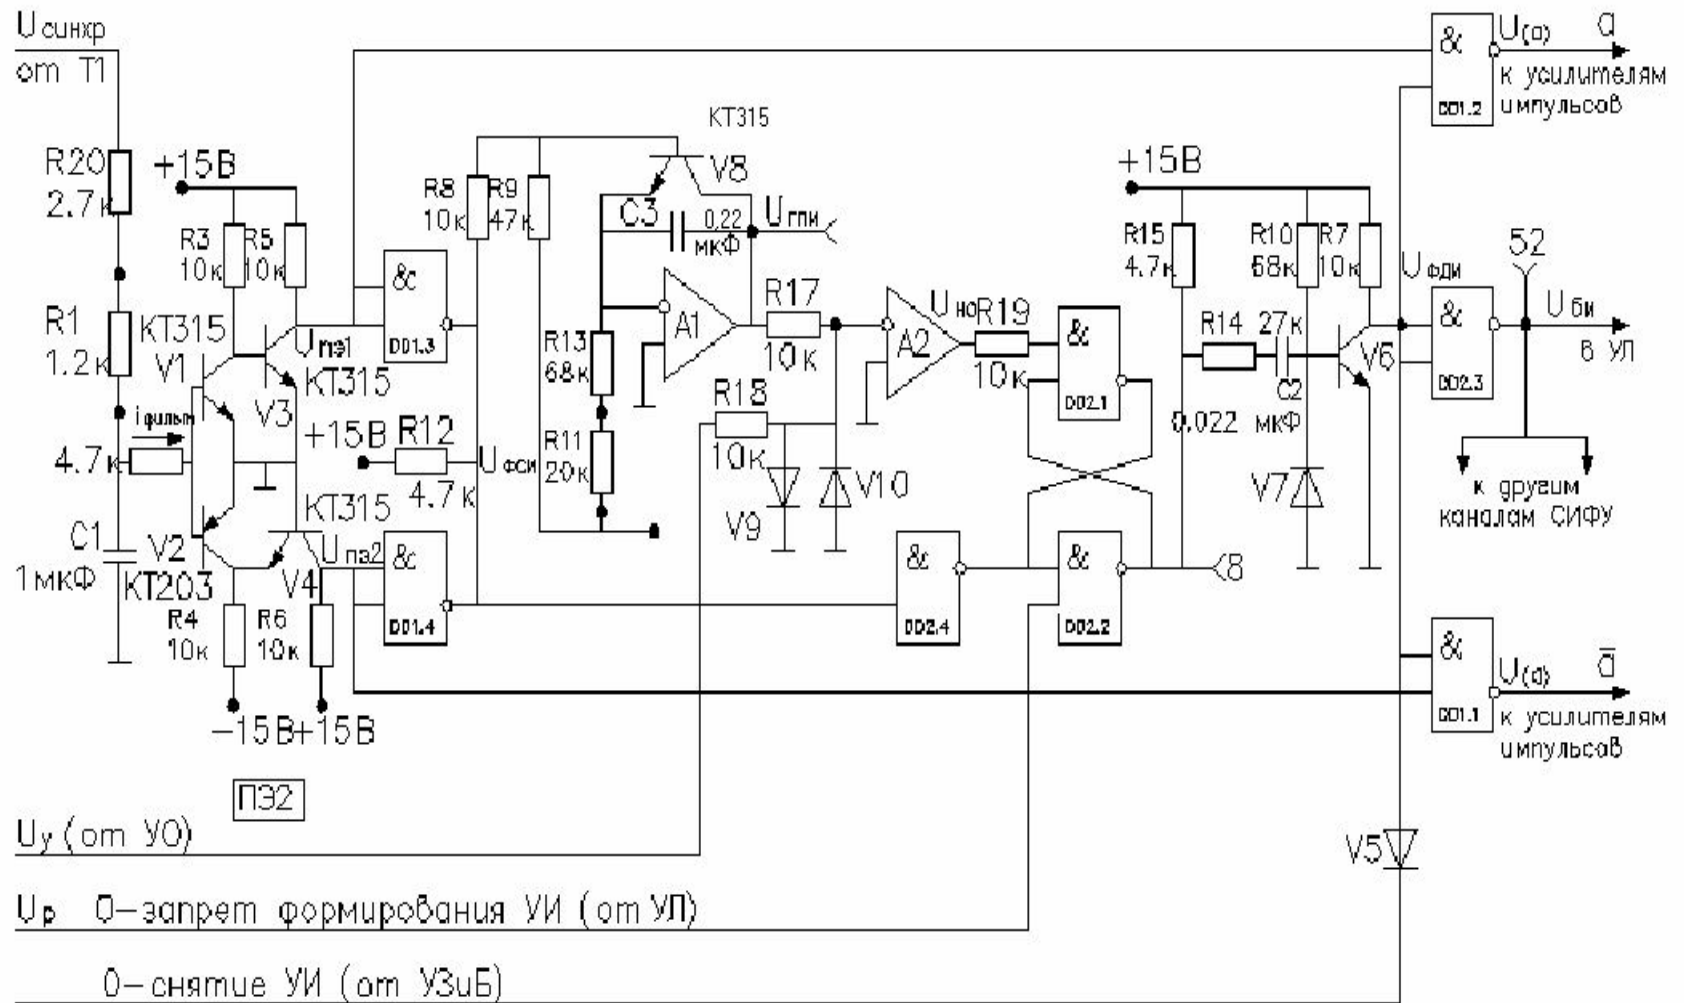 Uсинхр
от Т1
R20
2.7к
+15В
R3
10к
R5
10к
R1
1.2к
КТ315
V1
V3
КТ315
Uпэ1
&
DD1.3
R8
10к
R9
47к
КТ315
V8
C3
0,22
мкФ
Uгпи
R13
68к
R11
20к
A1
R17
10к
R18
10к
V9
V10
A2
Uно
R19
10к
&
DD2.1
+15В
R15
4.7к
R10
68к
R7
10к
R14
27к
C2
0,022 мкФ
V6
V7
Uфди
&
DD2.3
52
Uби
в УЛ
к другим
каналам СИФУ
&
DD1.2
U(а)
а
к усилителям
импульсов
iфильт
4.7к
+15В
R12
4.7к
Uфси
C1
1мкФ
V2
КТ203
КТ315
V4
Uпэ2
R4
10к
R6
10к
-15В
+15В
&
DD1.4
DD2.4
&
DD2.2
8
&
DD1.1
U(а)
а̅
к усилителям
импульсов
ПЭ2
V5
Uу (от УО)
Uр 0-запрет формирования УИ (от УЛ)
0-снятие УИ (от УЗиБ)